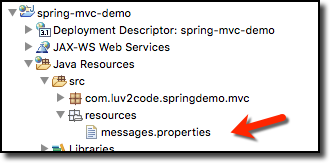 spring-mvc-demo
Deployment Descriptor: spring-mvc-demo
JAX-WS Web Services
Java Resources
src
com.luv2code.springdemo.mvc
resources
messages.properties
Libraries